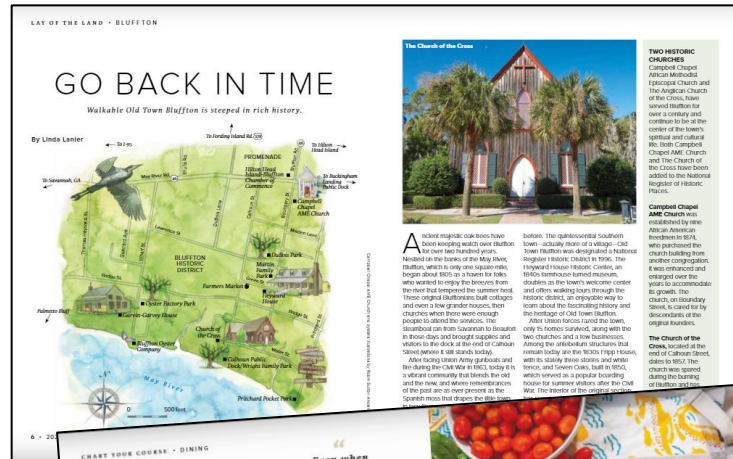 LAY OF THE LAND • BLUFFTON
GO BACK IN TIME
Walkable Old Town Bluffton is steeped in rich history.
By Linda Lanier
To Fording Island Rd. 278
To I-95
46
To Hilton
Head Island
PROMENADE
Hilton Head
Island-Bluffton
Chamber of
Commerce
To Buckingham
Landing
Public Dock
To Savannah, GA
May River Rd.
46
Campbell
Chapel
AME Church
Lawrence St.
BLUFFTON
HISTORIC
DISTRICT
DuBois Park
Martin
Family
Park
Farmers Market
Heyward
House
Oyster Factory Park
Garvin-Garvey House
Palmetto Bluff
Church of
the Cross
Bluffton Oyster
Company
Calhoun Public
Dock/Wright Family Park
May River
Pritchard Pocket Park
0 500 feet
The Church of the Cross
Ancient majestic oak trees have
been keeping watch over Bluffton
for over two hundred years.
Nestled on the banks of the May River,
Bluffton, which is only one square mile,
began about 1805 as a haven for folks
who wanted to enjoy the breezes from
the river that tempered the summer heat.
These original Blufftonians built cottages
and even a few grander houses, then
churches when there were enough
people to attend the services. The
steamboat ran from Savannah to Beaufort
in those days and brought supplies and
visitors to the dock at the end of Calhoun
Street (where it still stands today).
After facing Union Army gunboats and
fire during the Civil War in 1863, today it is
a vibrant community that blends the old
and the new, and where remembrances
of the past are as ever present as the
Spanish moss that drapes the little town
before. The quintessential Southern
town—actually more of a village—Old
Town Bluffton was designated a National
Register Historic District in 1996. The
Heyward House Historic Center, an
1840s farmhouse turned museum,
doubles as the town's welcome center
and offers walking tours through the
historic district, an enjoyable way to
learn about the fascinating history and
the heritage of Old Town Bluffton.
After Union forces razed the town,
only 15 homes survived, along with the
two churches and a few businesses.
Among the antebellum structures that
remain today are the 1830s Fripp House,
with its stately three stories and white
fence, and Seven Oaks, built in 1850,
which served as a popular boarding
house for summer visitors after the Civil
War. The interior of the original section
TWO HISTORIC
CHURCHES
Campbell Chapel
African Methodist
Episcopal Church and
The Anglican Church
of the Cross, have
served Bluffton for
over a century and
continue to be at the
center of the town's
spiritual and cultural
life. Both Campbell
Chapel AME Church
and The Church of
the Cross have been
added to the National
Register of Historic
Places.
Campbell Chapel
AME Church was
established by nine
African American
freedmen in 1874,
who purchased the
church building from
another congregation.
It was enhanced and
enlarged over the
years to accommodate
its growth. The
church, on Boundary
Street, is cared for by
descendants of the
original founders.
The Church of the
Cross, located at the
end of Calhoun Street,
dates to 1857. The
church was spared
during the burning
of Bluffton and has
6 • 202
CHART YOUR COURSE • DINING
“
Even when